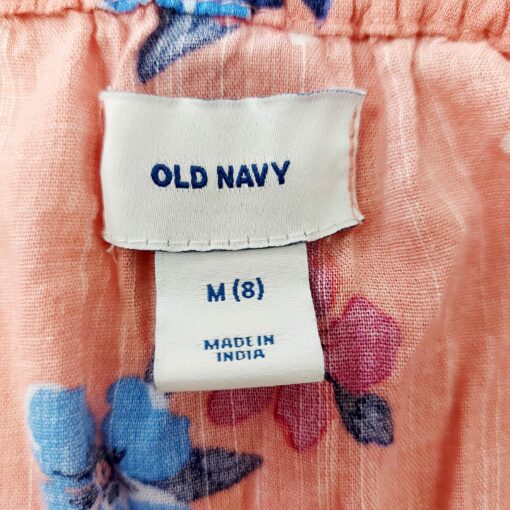 OLD NAVY
M (8)
MADE IN
INDIA